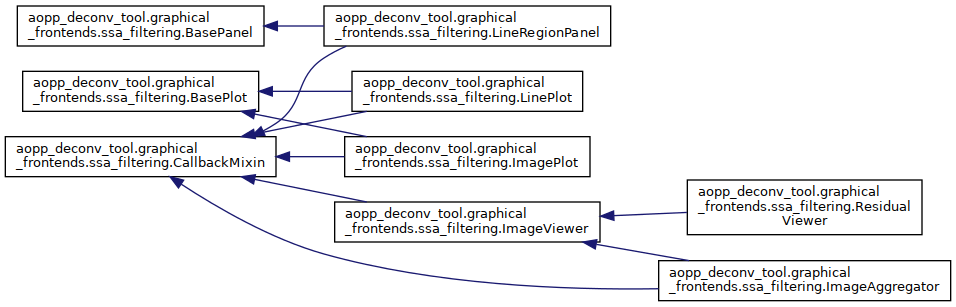 aopp_deconv_tool.graphical
_frontends.ssa_filtering.BasePanel
aopp_deconv_tool.graphical
_frontends.ssa_filtering.LineRegionPanel
aopp_deconv_tool.graphical
_frontends.ssa_filtering.BasePlot
aopp_deconv_tool.graphical
_frontends.ssa_filtering.LinePlot
aopp_deconv_tool.graphical
_frontends.ssa_filtering.CallbackMixin
aopp_deconv_tool.graphical
_frontends.ssa_filtering.ImagePlot
aopp_deconv_tool.graphical
_frontends.ssa_filtering.ImageViewer
aopp_deconv_tool.graphical
_frontends.ssa_filtering.Residual
Viewer
aopp_deconv_tool.graphical
_frontends.ssa_filtering.ImageAggregator